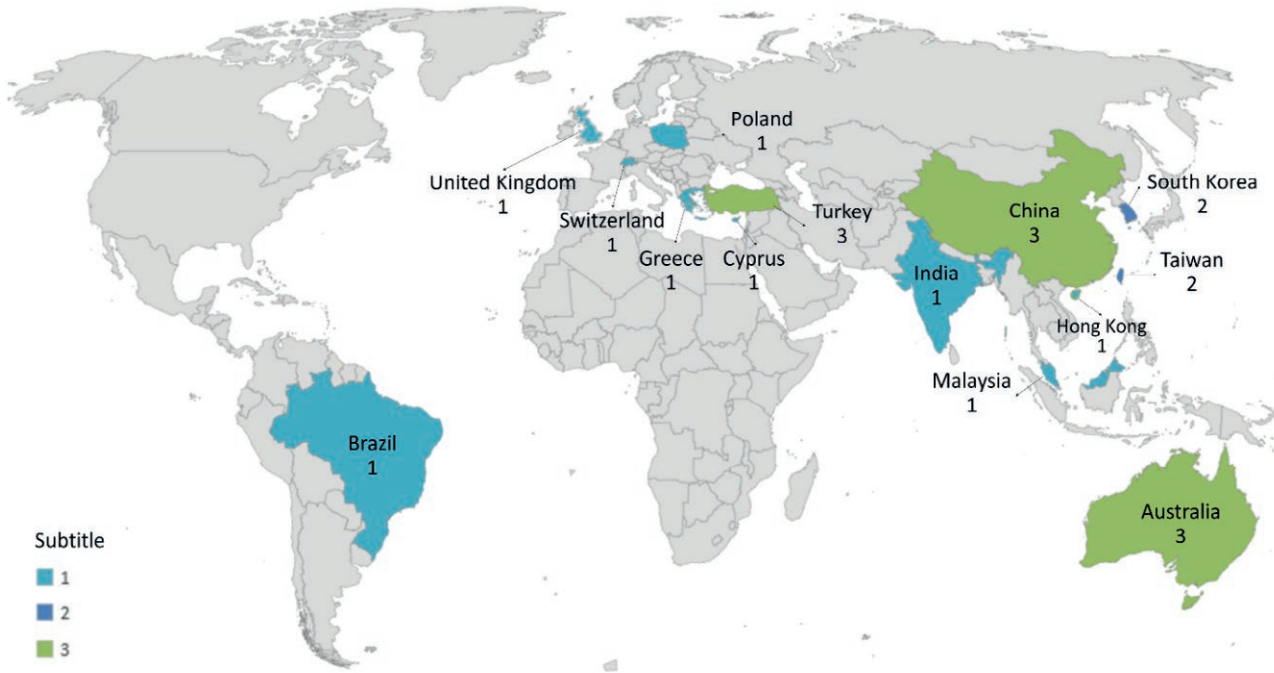 Poland
1
United Kingdom
1
Switzerland
1
Greece
1
Cyprus
1
Turkey
3
China
3
South Korea
2
Taiwan
2
India
1
Hong Kong
1
Malaysia
1
Brazil
1
Australia
3
Subtitle
1
2
3